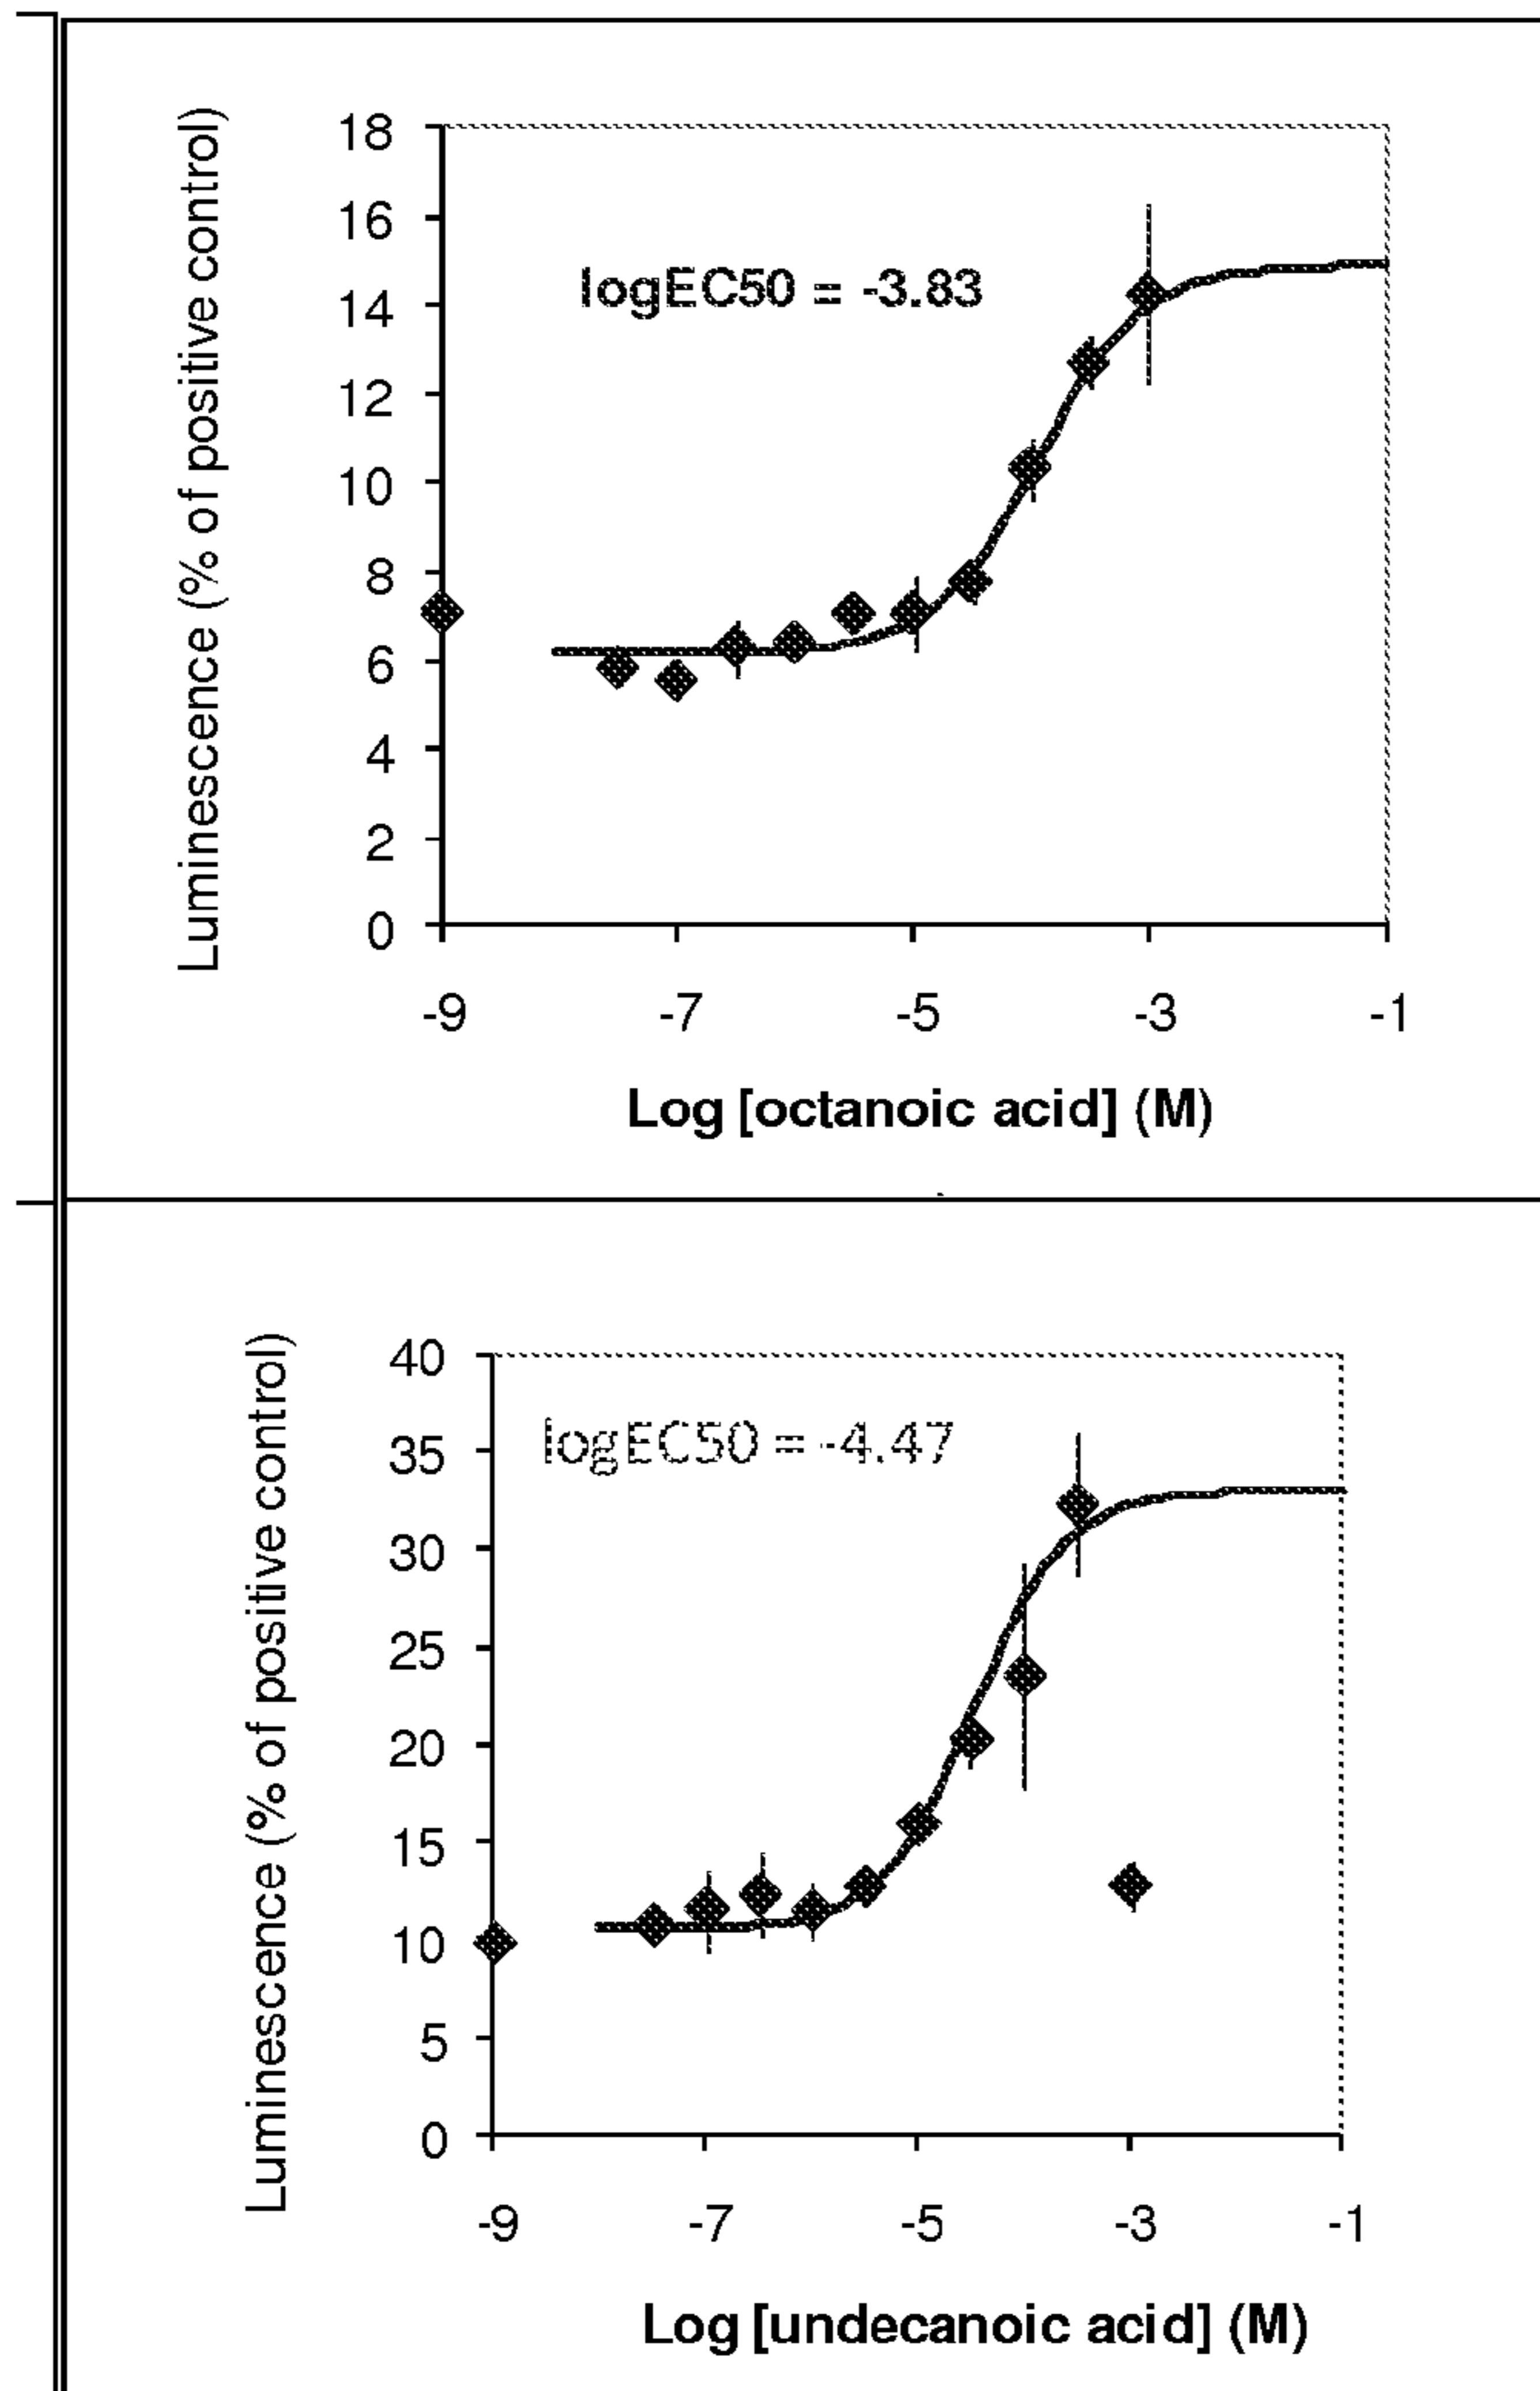 Luminescence (% of positive control)
18
16
14
12
10
8
6
4
2
0
logEC50 = -3.83
-9 -7 -5 -3 -1
Log [octanoic acid] (M)
Luminescence (% of positive control)
40
35
30
25
20
15
10
5
0
logEC50 = -4.47
-9 -7 -5 -3 -1
Log [undecanoic acid] (M)